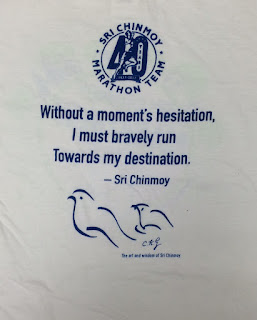 SRI CHINMOY
40
MARATHON TEAM
Without a moment's hesitation,
I must bravely run
Towards my destination.
— Sri Chinmoy
C.K.G.
The art and wisdom of Sri Chinmoy